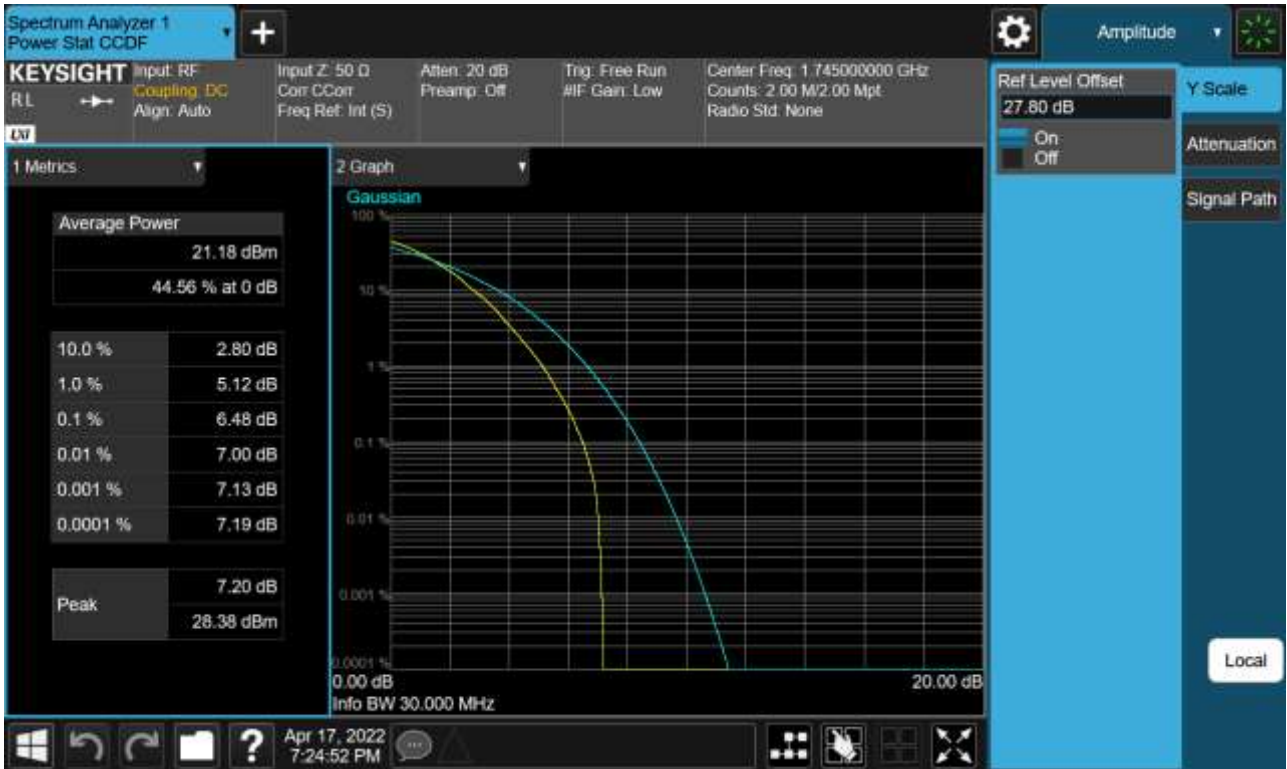 Spectrum Analyzer 1
Power Stat CCDF
+
Amplitude
KEYSIGHT
RL
LXI
Input: RF
Coupling: DC
Align: Auto
Input Z: 50 Ω
Corr CCorr
Freq Ref: Int (S)
Atten: 20 dB
Preamp: Off
Trig: Free Run
#IF Gain: Low
Center Freq: 1.745000000 GHz
Counts: 2.00 M/2.00 Mpt
Radio Std: None
Ref Level Offset
27.80 dB
On
Off
Y Scale
Attenuation
Signal Path
1 Metrics
Average Power
21.18 dBm
44.56 % at 0 dB
10.0 % 2.80 dB
1.0 % 5.12 dB
0.1 % 6.48 dB
0.01 % 7.00 dB
0.001 % 7.13 dB
0.0001 % 7.19 dB
Peak
7.20 dB
28.38 dBm
2 Graph
Gaussian
100 %
10 %
1 %
0.1 %
0.01 %
0.001 %
0.0001 %
0.00 dB 20.00 dB
Info BW 30.000 MHz
Local
?
Apr 17, 2022
7:24:52 PM